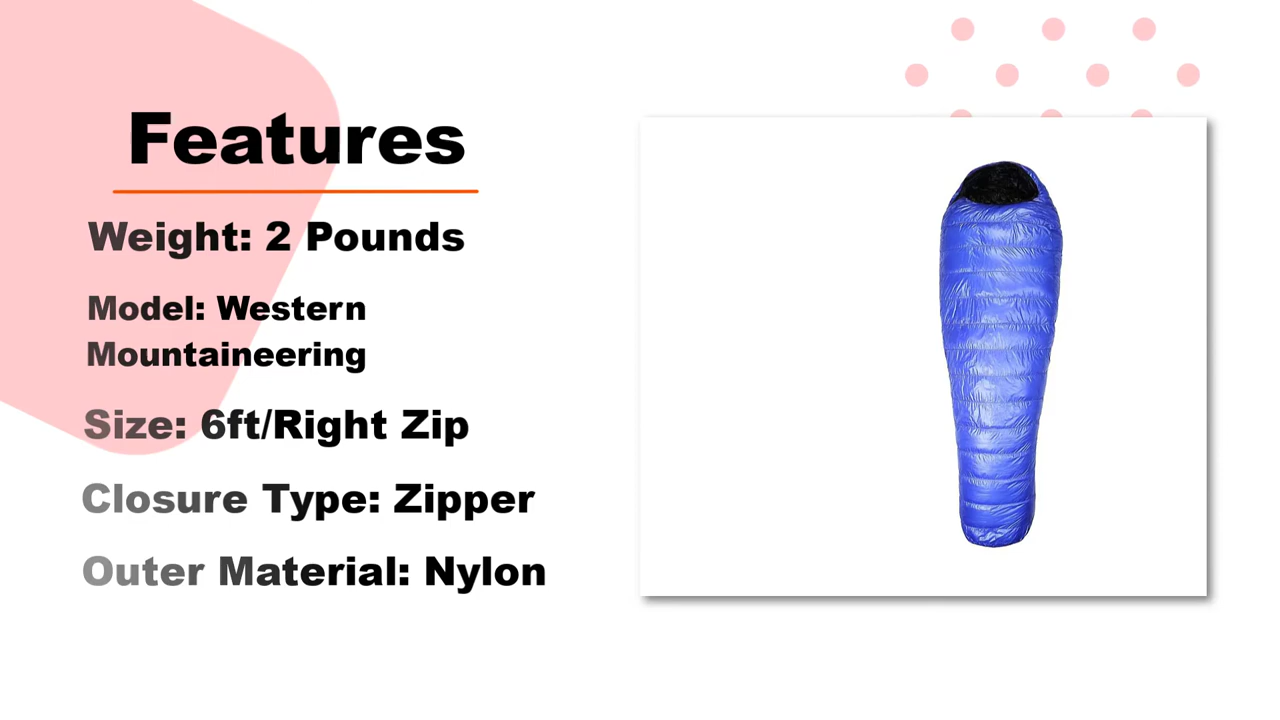 Features
Weight: 2 Pounds
Model: Western
Mountaineering
Size: 6ft/Right Zip
Closure Type: Zipper
Outer Material: Nylon